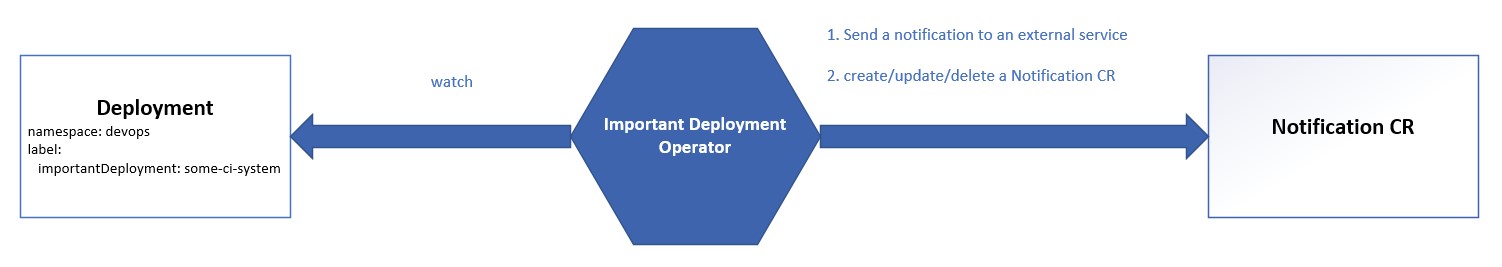 Deployment
namespace: devops
label:
importantDeployment: some-ci-system
watch
Important Deployment
Operator
1. Send a notification to an external service
2. create/update/delete a Notification CR
Notification CR